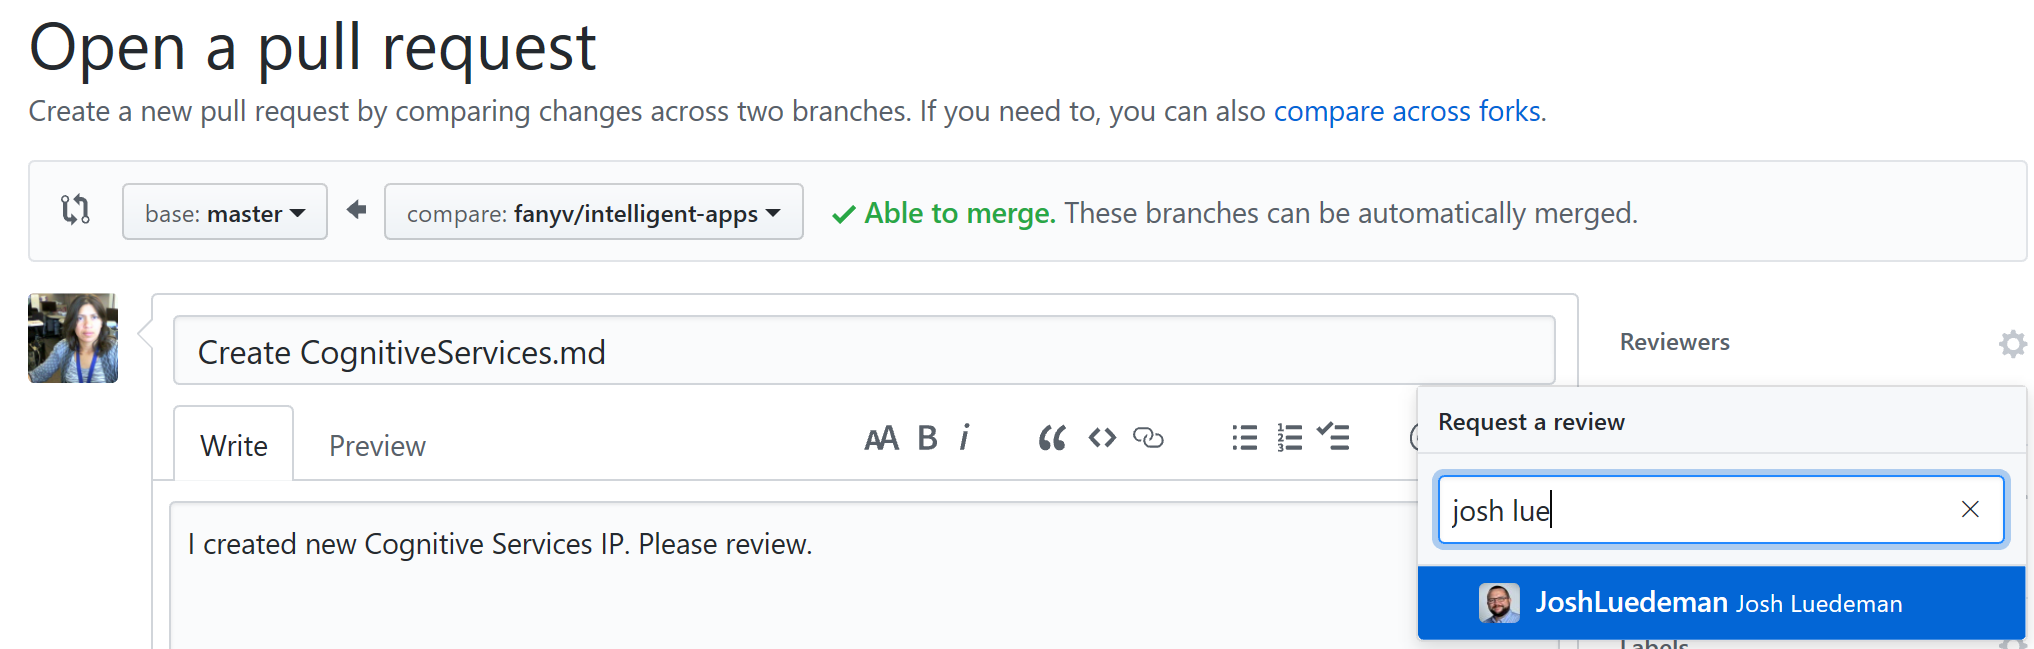 Open a pull request
Create a new pull request by comparing changes across two branches. If you need to, you can also compare across forks.
base: master compare: fanyv/intelligent-apps Able to merge. These branches can be automatically merged.
Create CognitiveServices.md
Reviewers
Write Preview AA B i
Request a review
josh lue
I created new Cognitive Services IP. Please review.
JoshLuedeman Josh Luedeman
Labels